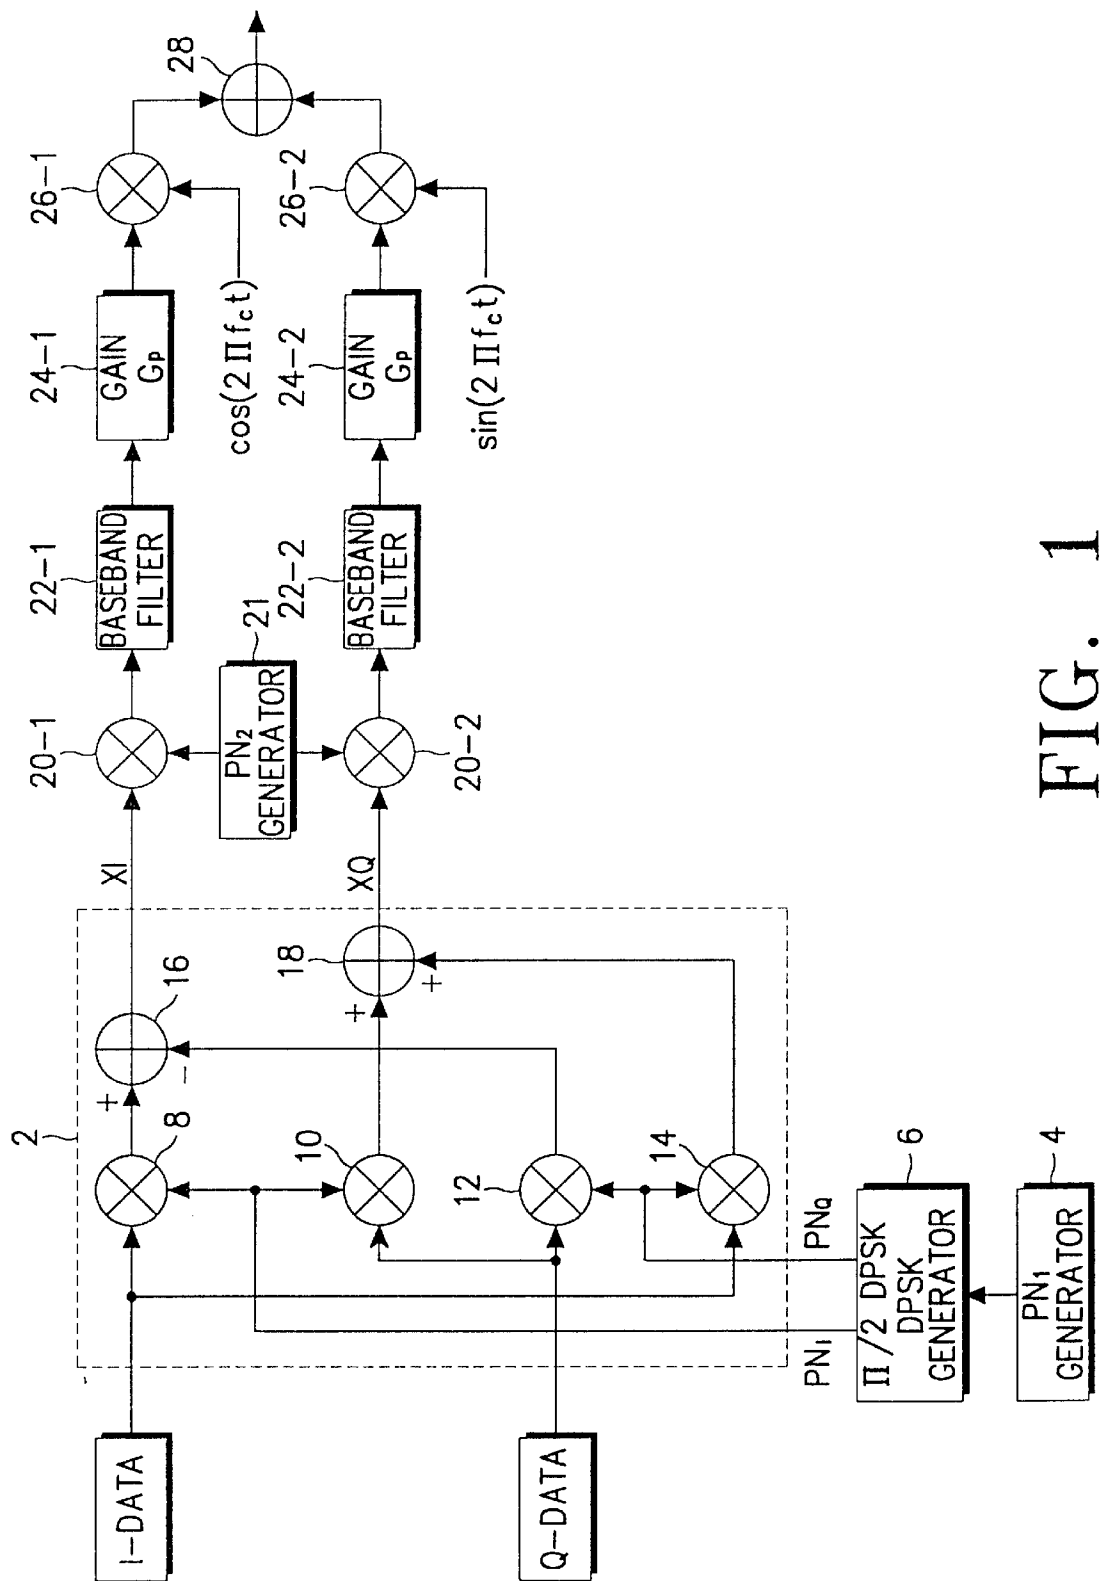 28
26-1
26-2
24-1
GAIN
GP
cos(2 Π fc t)
24-2
GAIN
GP
sin(2 Π fc t)
22-1
BASEBAND
FILTER
22-2
BASEBAND
FILTER
21
PN2
GENERATOR
20-1
20-2
XI
XQ
2
16
+
−
18
+
+
8
10
12
14
PNI
PNQ
6
Π/2 DPSK
DPSK
GENERATOR
4
PN1
GENERATOR
I-DATA
Q-DATA
FIG. 1